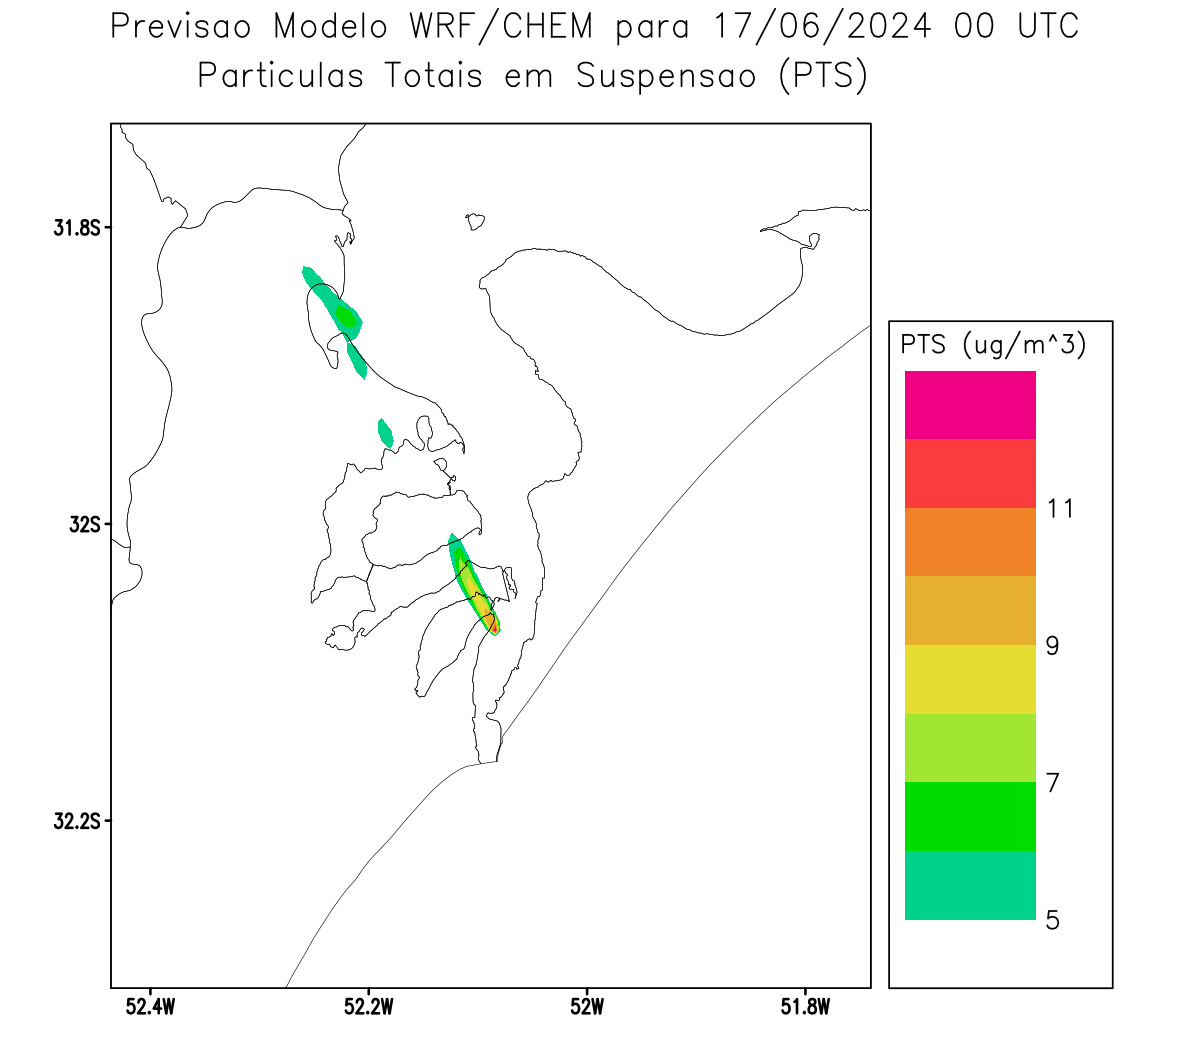 Previsao Modelo WRF/CHEM para 17/06/2024 00 UTC
Particulas Totais em Suspensao (PTS)
31.8S
32S
32.2S
52.4W
52.2W
52W
51.8W
PTS (ug/m^3)
11
9
7
5